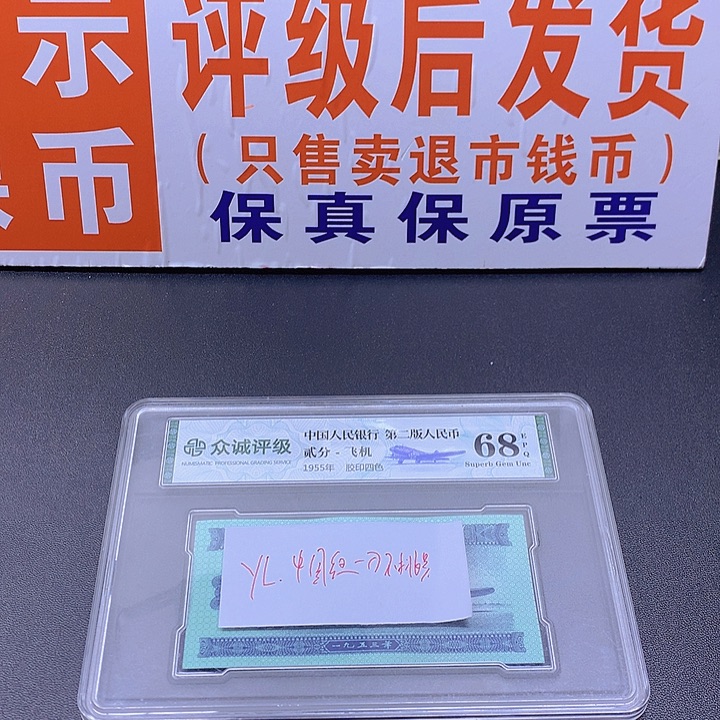 示
评级后发货
币
(只售卖退市钱币)
保真保原票
众诚评级
NUMISMATIC PROFESSIONAL GRADING SERVICE
中国人民银行 第二版人民币
贰分 - 飞机
1955年 胶印四色
68
EPQ
Superb Gem Unc
YL.中国
一九五三年